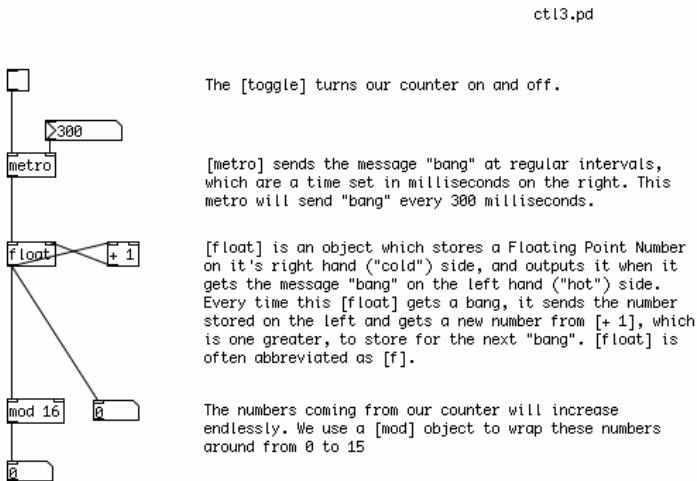 ctl3.pd
The [toggle] turns our counter on and off.
300
metro
[metro] sends the message "bang" at regular intervals,
which are a time set in milliseconds on the right. This
metro will send "bang" every 300 milliseconds.
float
+ 1
[float] is an object which stores a Floating Point Number
on it's right hand ("cold") side, and outputs it when it
gets the message "bang" on the left hand ("hot") side.
Every time this [float] gets a bang, it sends the number
stored on the left and gets a new number from [+ 1], which
is one greater, to store for the next "bang". [float] is
often abbreviated as [f].
mod 16
0
The numbers coming from our counter will increase
endlessly. We use a [mod] object to wrap these numbers
around from 0 to 15
0